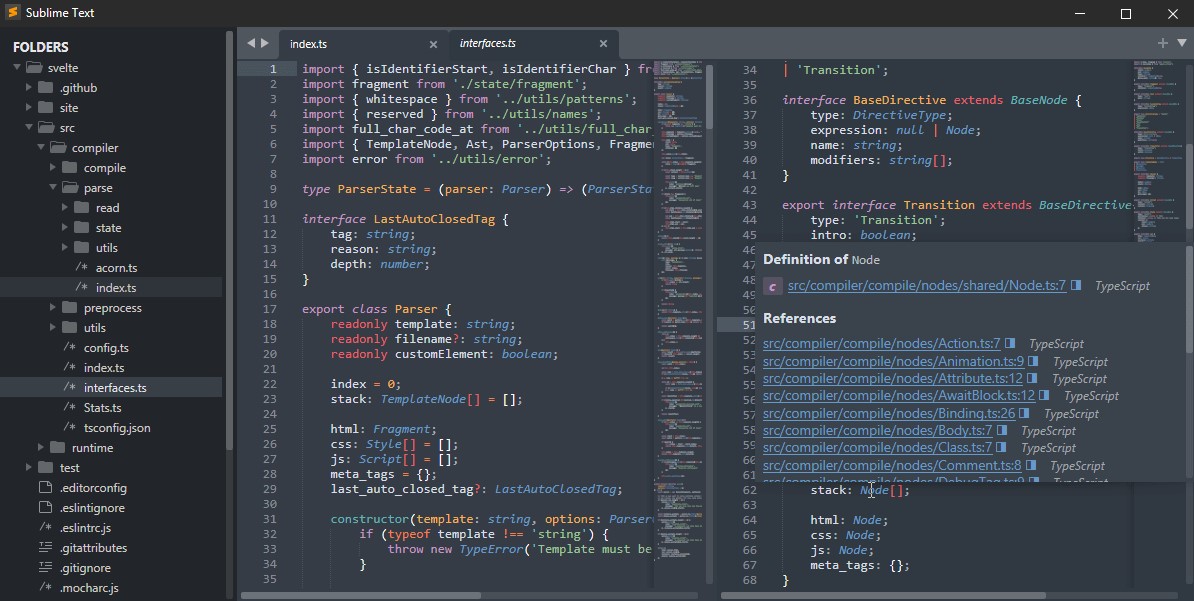 Sublime Text
FOLDERS
svelte
.github
site
src
compiler
compile
parse
read
state
utils
/* acorn.ts
/* index.ts
preprocess
utils
/* config.ts
/* index.ts
/* interfaces.ts
/* Stats.ts
/* tsconfig.json
runtime
test
.editorconfig
.eslintignore
/* .eslintrc.js
.gitattributes
.gitignore
/* .mocharc.js
index.ts
interfaces.ts
1 import { isIdentifierStart, isIdentifierChar } fr
2 import fragment from './state/fragment';
3 import { whitespace } from '../utils/patterns';
4 import { reserved } from '../utils/names';
5 import full_char_code_at from '../utils/full_char_
6 import { TemplateNode, Ast, ParserOptions, Fragme
7 import error from '../utils/error';
8
9 type ParserState = (parser: Parser) => (ParserSta
10
11 interface LastAutoClosedTag {
12 tag: string;
13 reason: string;
14 depth: number;
15 }
16
17 export class Parser {
18 readonly template: string;
19 readonly filename?: string;
20 readonly customElement: boolean;
21
22 index = 0;
23 stack: TemplateNode[] = [];
24
25 html: Fragment;
26 css: Style[] = [];
27 js: Script[] = [];
28 meta_tags = {};
29 last_auto_closed_tag?: LastAutoClosedTag;
30
31 constructor(template: string, options: Parser
32 if (typeof template !== 'string') {
33 throw new TypeError('Template must be
34 }
35
34 | 'Transition';
35
36 interface BaseDirective extends BaseNode {
37 type: DirectiveType;
38 expression: null | Node;
39 name: string;
40 modifiers: string[];
41 }
42
43 export interface Transition extends BaseDirective
44 type: 'Transition';
45 intro: boolean;
46
47
48
49
50
51
52
53
54
55
56
57
58
59
60
61
Definition of Node
c src/compiler/compile/nodes/shared/Node.ts:7 TypeScript
References
src/compiler/compile/nodes/Action.ts:7 TypeScript
src/compiler/compile/nodes/Animation.ts:9 TypeScript
src/compiler/compile/nodes/Attribute.ts:12 TypeScript
src/compiler/compile/nodes/AwaitBlock.ts:12 TypeScript
src/compiler/compile/nodes/Binding.ts:26 TypeScript
src/compiler/compile/nodes/Body.ts:7 TypeScript
src/compiler/compile/nodes/Class.ts:7 TypeScript
src/compiler/compile/nodes/Comment.ts:8 TypeScript
src/compiler/compile/nodes/DebugTag.ts:9 TypeScript
62 stack: Node[];
63
64 html: Node;
65 css: Node;
66 js: Node;
67 meta_tags: {};
68 }